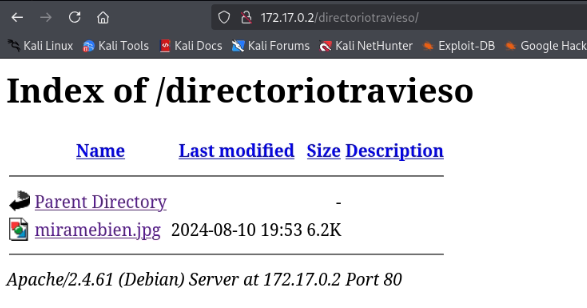 172.17.0.2/directoriotravieso/
Kali Linux Kali Tools Kali Docs Kali Forums Kali NetHunter Exploit-DB Google Hack
Index of /directoriotravieso
Name Last modified Size Description
Parent Directory -
miramebien.jpg 2024-08-10 19:53 6.2K
Apache/2.4.61 (Debian) Server at 172.17.0.2 Port 80